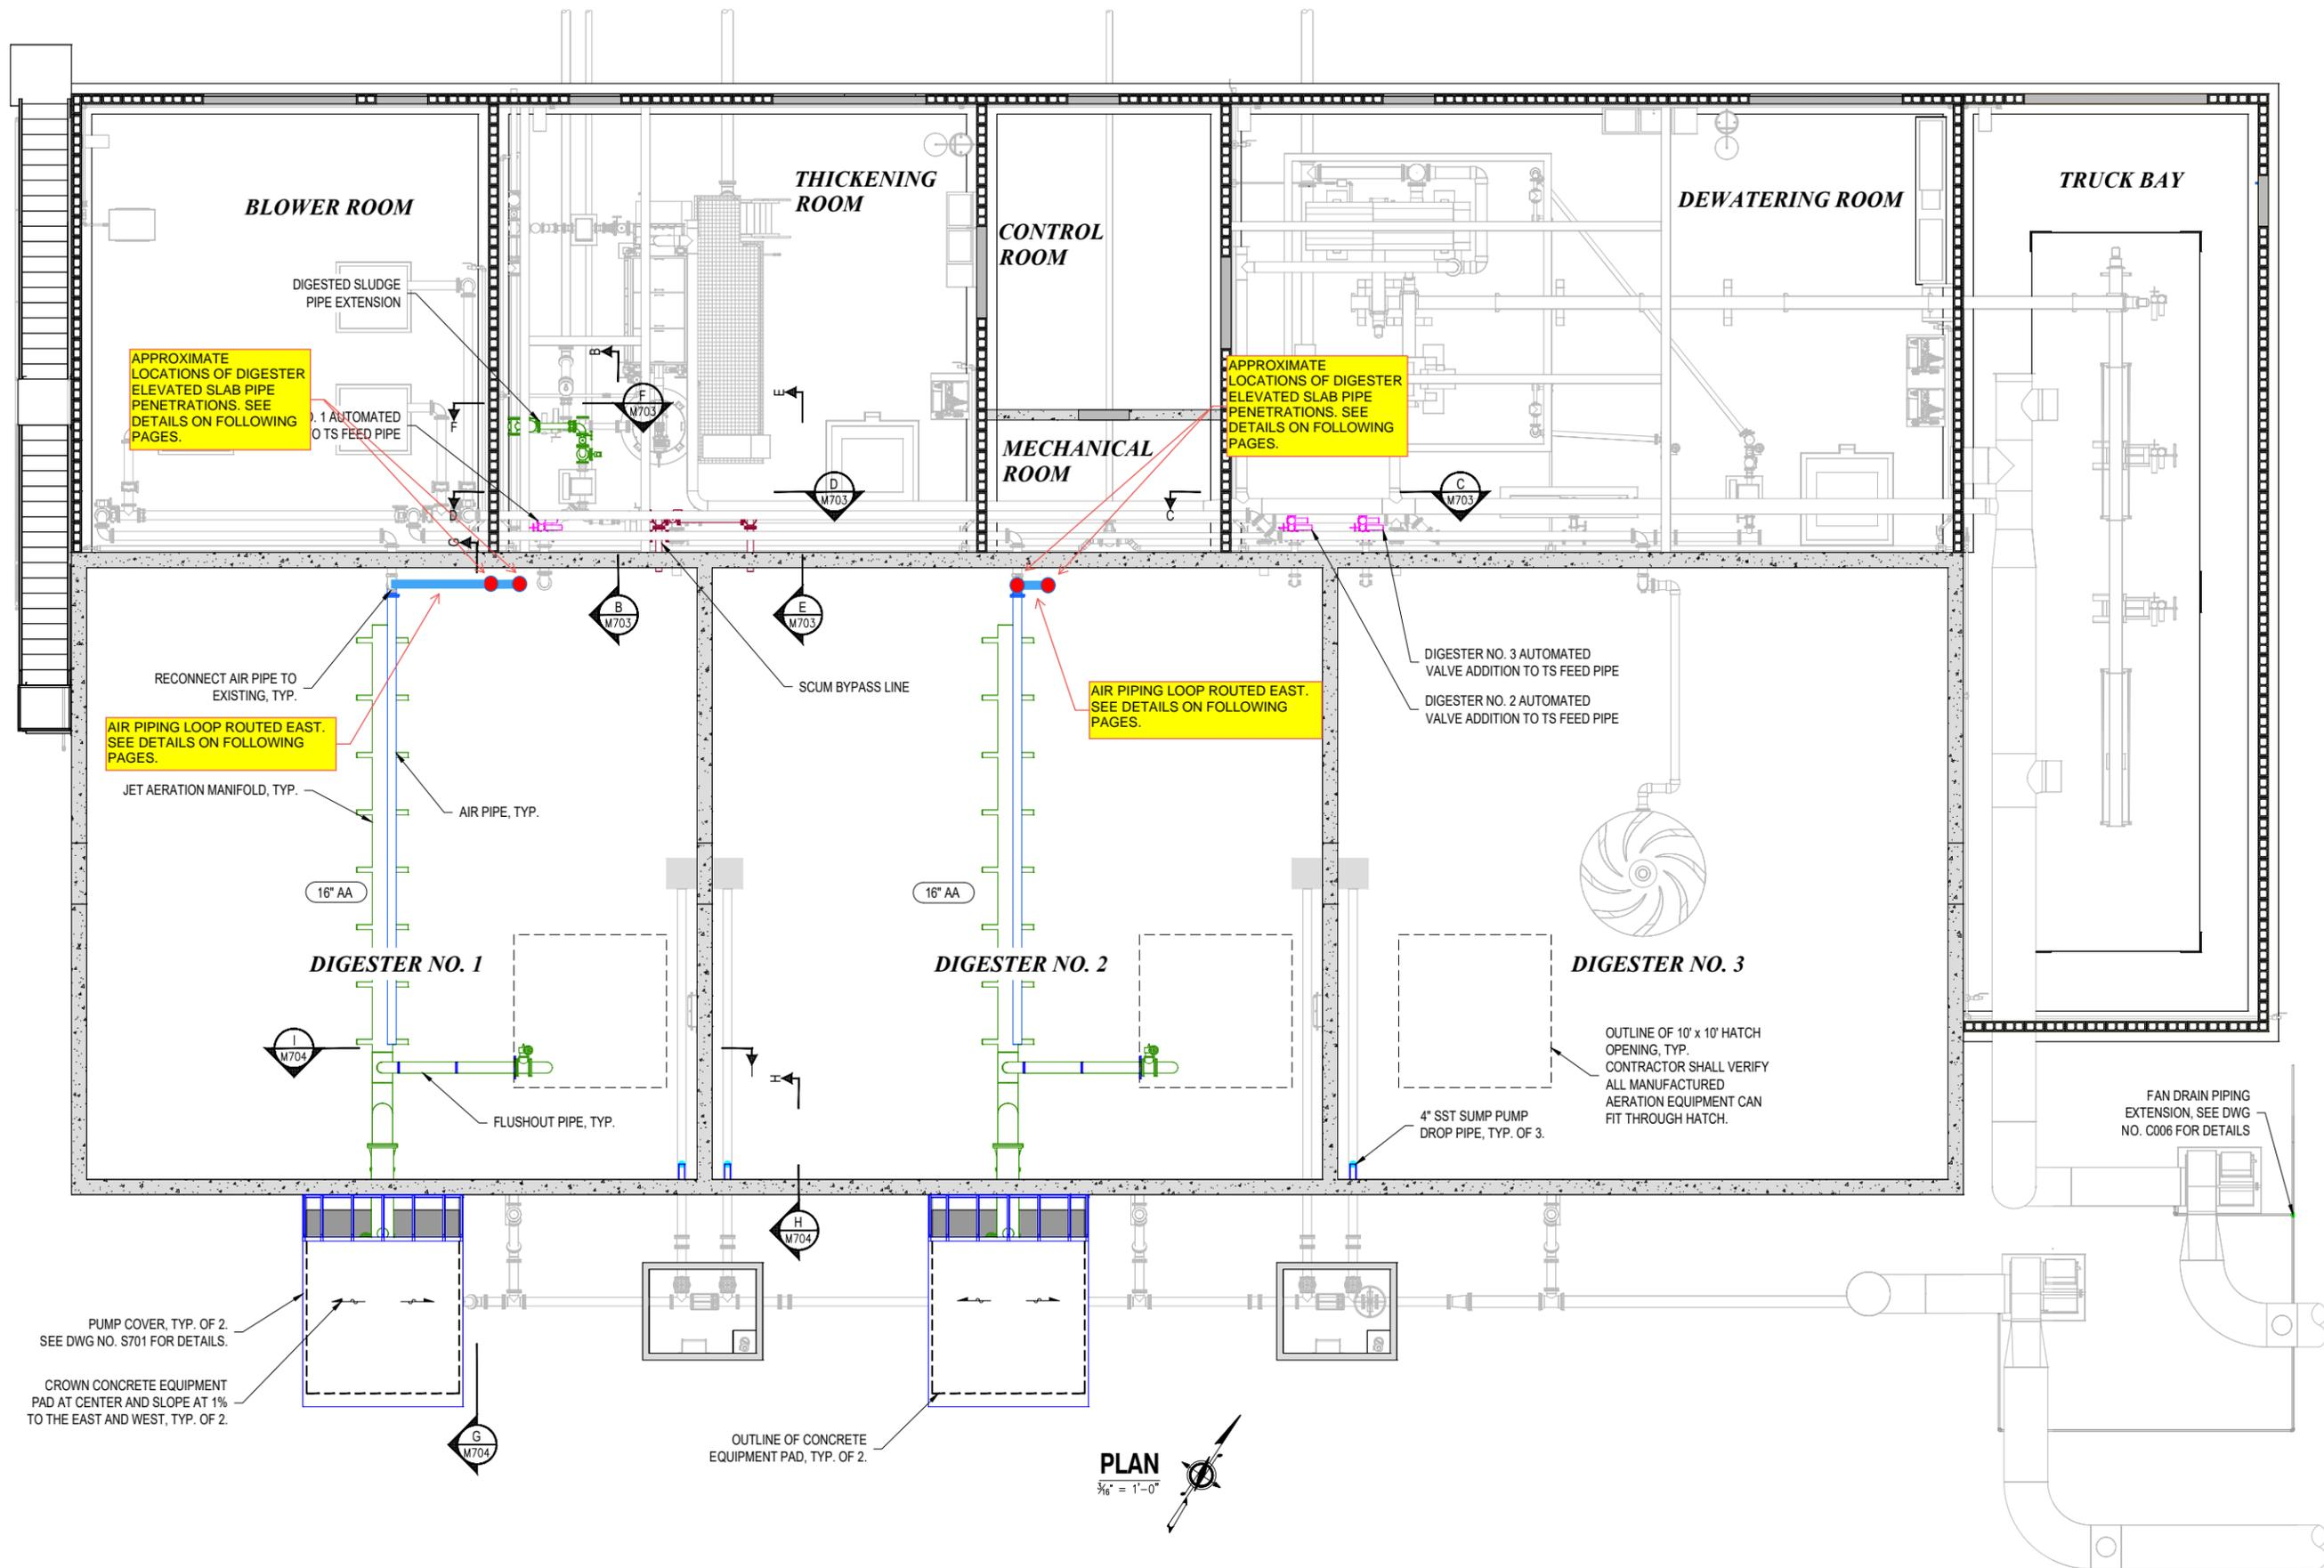 BLOWER ROOM
THICKENING
ROOM
CONTROL
ROOM
DEWATERING ROOM
TRUCK BAY
DIGESTED SLUDGE
PIPE EXTENSION
APPROXIMATE
LOCATIONS OF DIGESTER
ELEVATED SLAB PIPE
PENETRATIONS. SEE
DETAILS ON FOLLOWING
PAGES.
. 1 AUTOMATED
TO TS FEED PIPE
B
F
M703
E
F
APPROXIMATE
LOCATIONS OF DIGESTER
ELEVATED SLAB PIPE
PENETRATIONS. SEE
DETAILS ON FOLLOWING
PAGES.
MECHANICAL
ROOM
D
M703
C
M703
D
C
G
B
M703
E
M703
RECONNECT AIR PIPE TO
EXISTING, TYP.
SCUM BYPASS LINE
DIGESTER NO. 3 AUTOMATED
VALVE ADDITION TO TS FEED PIPE
DIGESTER NO. 2 AUTOMATED
VALVE ADDITION TO TS FEED PIPE
AIR PIPING LOOP ROUTED EAST.
SEE DETAILS ON FOLLOWING
PAGES.
AIR PIPING LOOP ROUTED EAST.
SEE DETAILS ON FOLLOWING
PAGES.
JET AERATION MANIFOLD, TYP.
AIR PIPE, TYP.
16" AA
16" AA
DIGESTER NO. 1
DIGESTER NO. 2
DIGESTER NO. 3
I
M704
I
H
OUTLINE OF 10' x 10' HATCH
OPENING, TYP.
CONTRACTOR SHALL VERIFY
ALL MANUFACTURED
AERATION EQUIPMENT CAN
FIT THROUGH HATCH.
FLUSHOUT PIPE, TYP.
4" SST SUMP PUMP
DROP PIPE, TYP. OF 3.
FAN DRAIN PIPING
EXTENSION, SEE DWG
NO. C006 FOR DETAILS
H
M704
PUMP COVER, TYP. OF 2.
SEE DWG NO. S701 FOR DETAILS.
CROWN CONCRETE EQUIPMENT
PAD AT CENTER AND SLOPE AT 1%
TO THE EAST AND WEST, TYP. OF 2.
G
M704
OUTLINE OF CONCRETE
EQUIPMENT PAD, TYP. OF 2.
PLAN
3/16" = 1'-0"